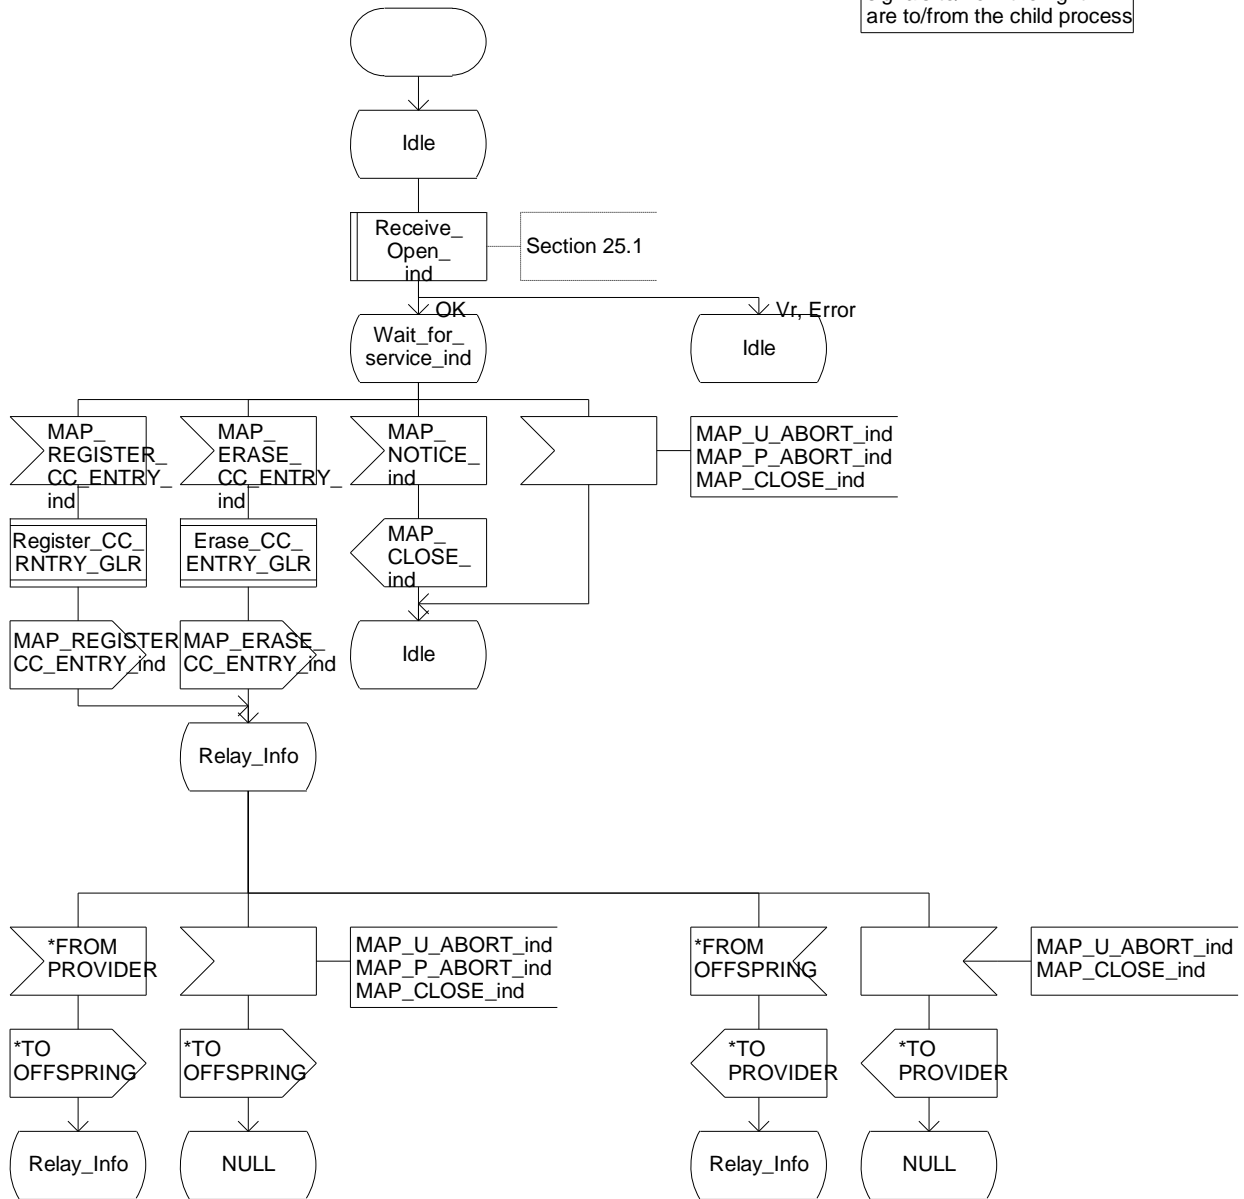 are to/from the child process
Idle
Receive_
Open_
ind
Section 25.1
OK
Vr, Error
Wait_for_
service_ind
Idle
MAP_
REGISTER_
CC_ENTRY_
ind
MAP_
ERASE_
CC_ENTRY_
ind
MAP_
NOTICE_
ind
MAP_U_ABORT_ind
MAP_P_ABORT_ind
MAP_CLOSE_ind
Register_CC_
RNTRY_GLR
Erase_CC_
ENTRY_GLR
MAP_
CLOSE_
ind
MAP_REGISTER
CC_ENTRY_ind
MAP_ERASE_
CC_ENTRY_ind
Idle
Relay_Info
*FROM
PROVIDER
MAP_U_ABORT_ind
MAP_P_ABORT_ind
MAP_CLOSE_ind
*FROM
OFFSPRING
MAP_U_ABORT_ind
MAP_CLOSE_ind
*TO
OFFSPRING
*TO
OFFSPRING
*TO
PROVIDER
*TO
PROVIDER
Relay_Info
NULL
Relay_Info
NULL